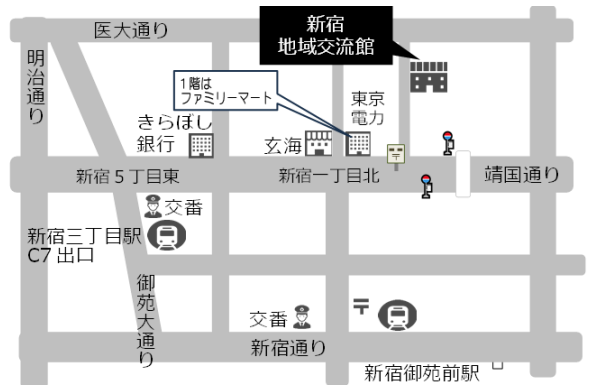 医大通り
新宿
地域交流館
明治通り
1階は
ファミリーマート
東京
電力
きらぼし
銀行
玄海
新宿5丁目東
新宿一丁目北
靖国通り
交番
新宿三丁目駅
C7出口
御苑大通り
交番
〒
新宿通り
新宿御苑前駅